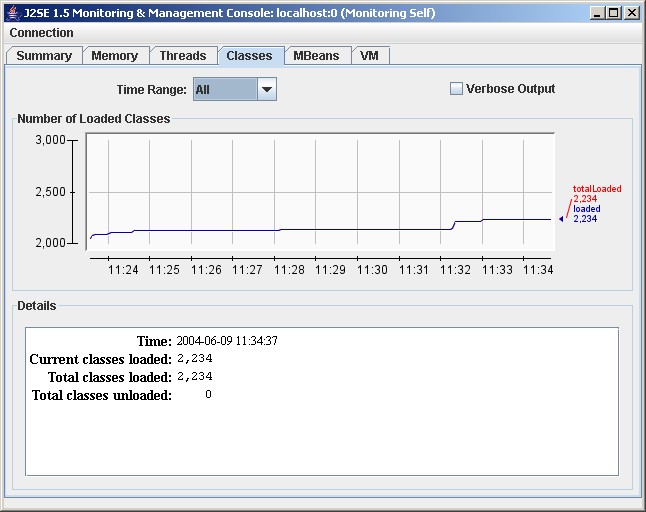 J2SE 1.5 Monitoring & Management Console: localhost:0 (Monitoring Self)
Connection
Summary Memory Threads Classes MBeans VM
Time Range: All Verbose Output
Number of Loaded Classes
3,000
2,500
2,000
totalLoaded
2,234
loaded
2,234
11:24 11:25 11:26 11:27 11:28 11:29 11:30 11:31 11:32 11:33 11:34
Details
Time: 2004-06-09 11:34:37
Current classes loaded: 2,234
Total classes loaded: 2,234
Total classes unloaded: 0